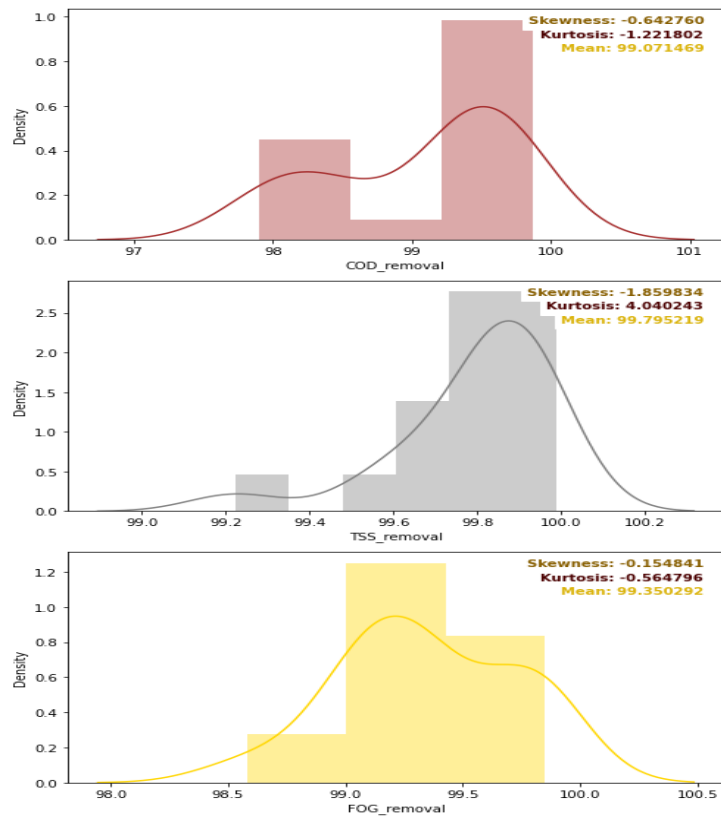 Skewness: -0.642760
Kurtosis: -1.221802
Mean: 99.071469
1.0
0.8
0.6
0.4
0.2
0.0
Density
97 98 99 100 101
COD_removal
Skewness: -1.859834
Kurtosis: 4.040243
Mean: 99.795219
2.5
2.0
1.5
1.0
0.5
0.0
Density
99.0 99.2 99.4 99.6 99.8 100.0 100.2
TSS_removal
Skewness: -0.154841
Kurtosis: -0.564796
Mean: 99.350292
1.2
1.0
0.8
0.6
0.4
0.2
0.0
Density
98.0 98.5 99.0 99.5 100.0 100.5
FOG_removal